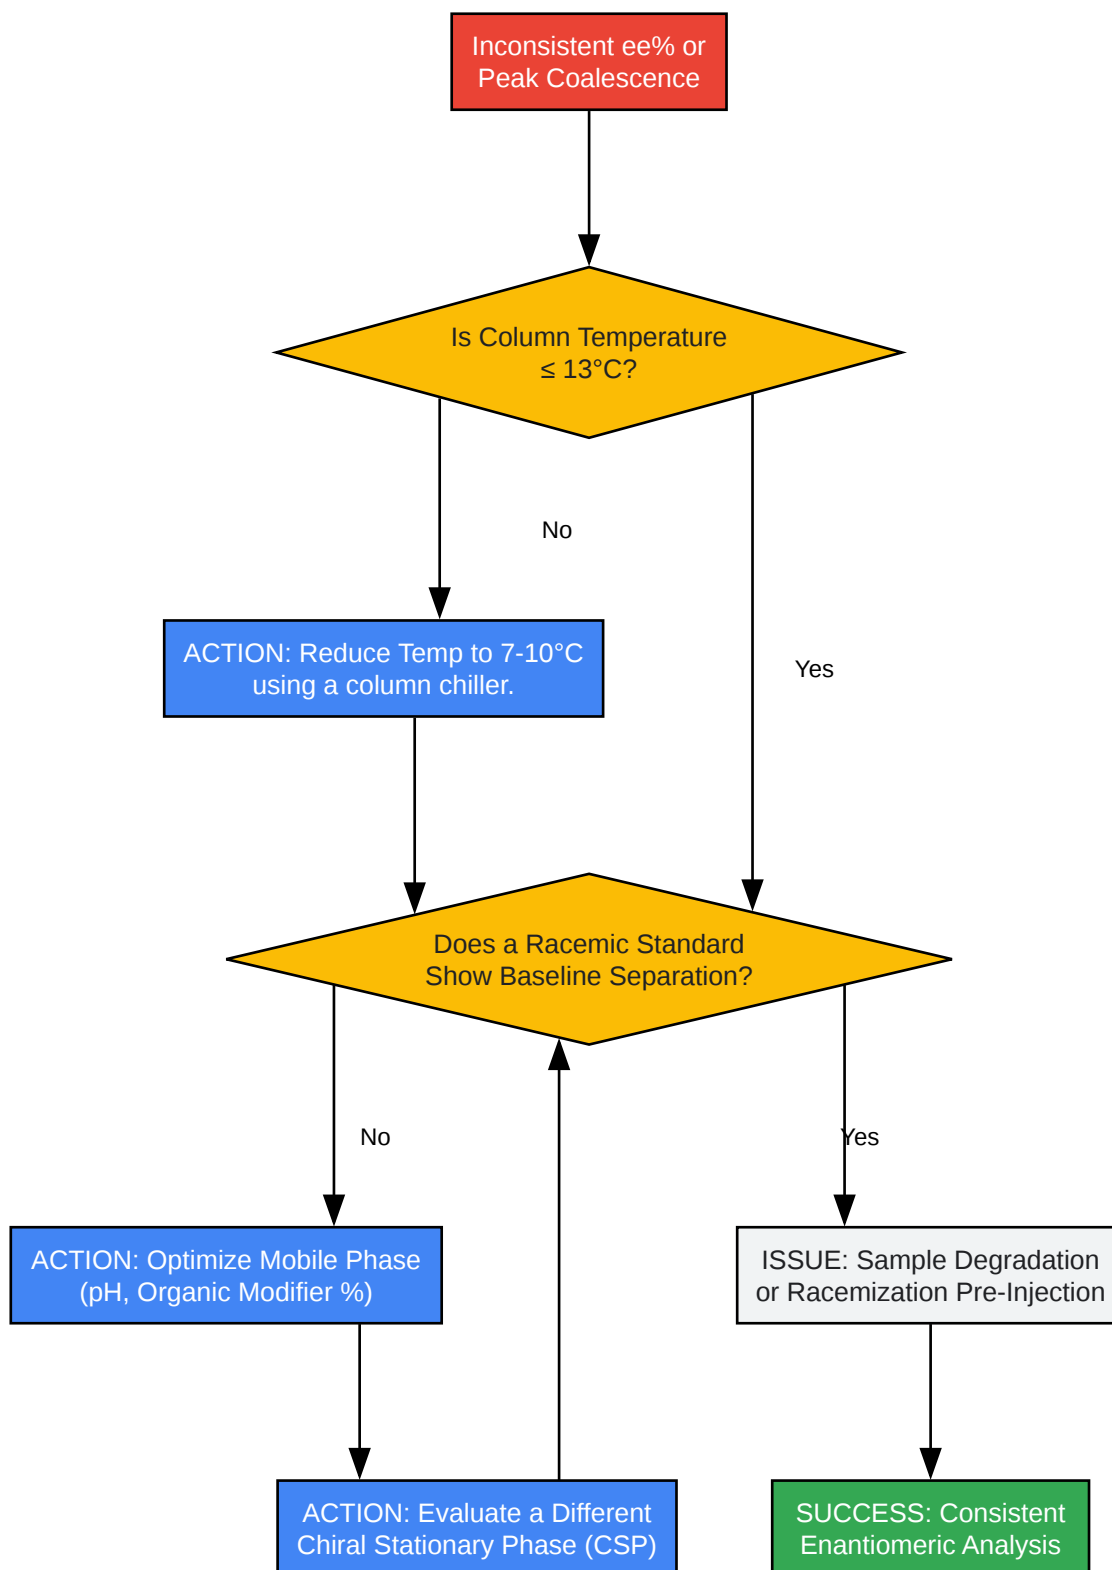 Inconsistent ee% or
Peak Coalescence
Is Column Temperature
≤ 13°C?
No
ACTION: Reduce Temp to 7-10°C
using a column chiller.
Yes
Does a Racemic Standard
Show Baseline Separation?
No
Yes
ACTION: Optimize Mobile Phase
(pH, Organic Modifier %)
ISSUE: Sample Degradation
or Racemization Pre-Injection
ACTION: Evaluate a Different
Chiral Stationary Phase (CSP)
SUCCESS: Consistent
Enantiomeric Analysis